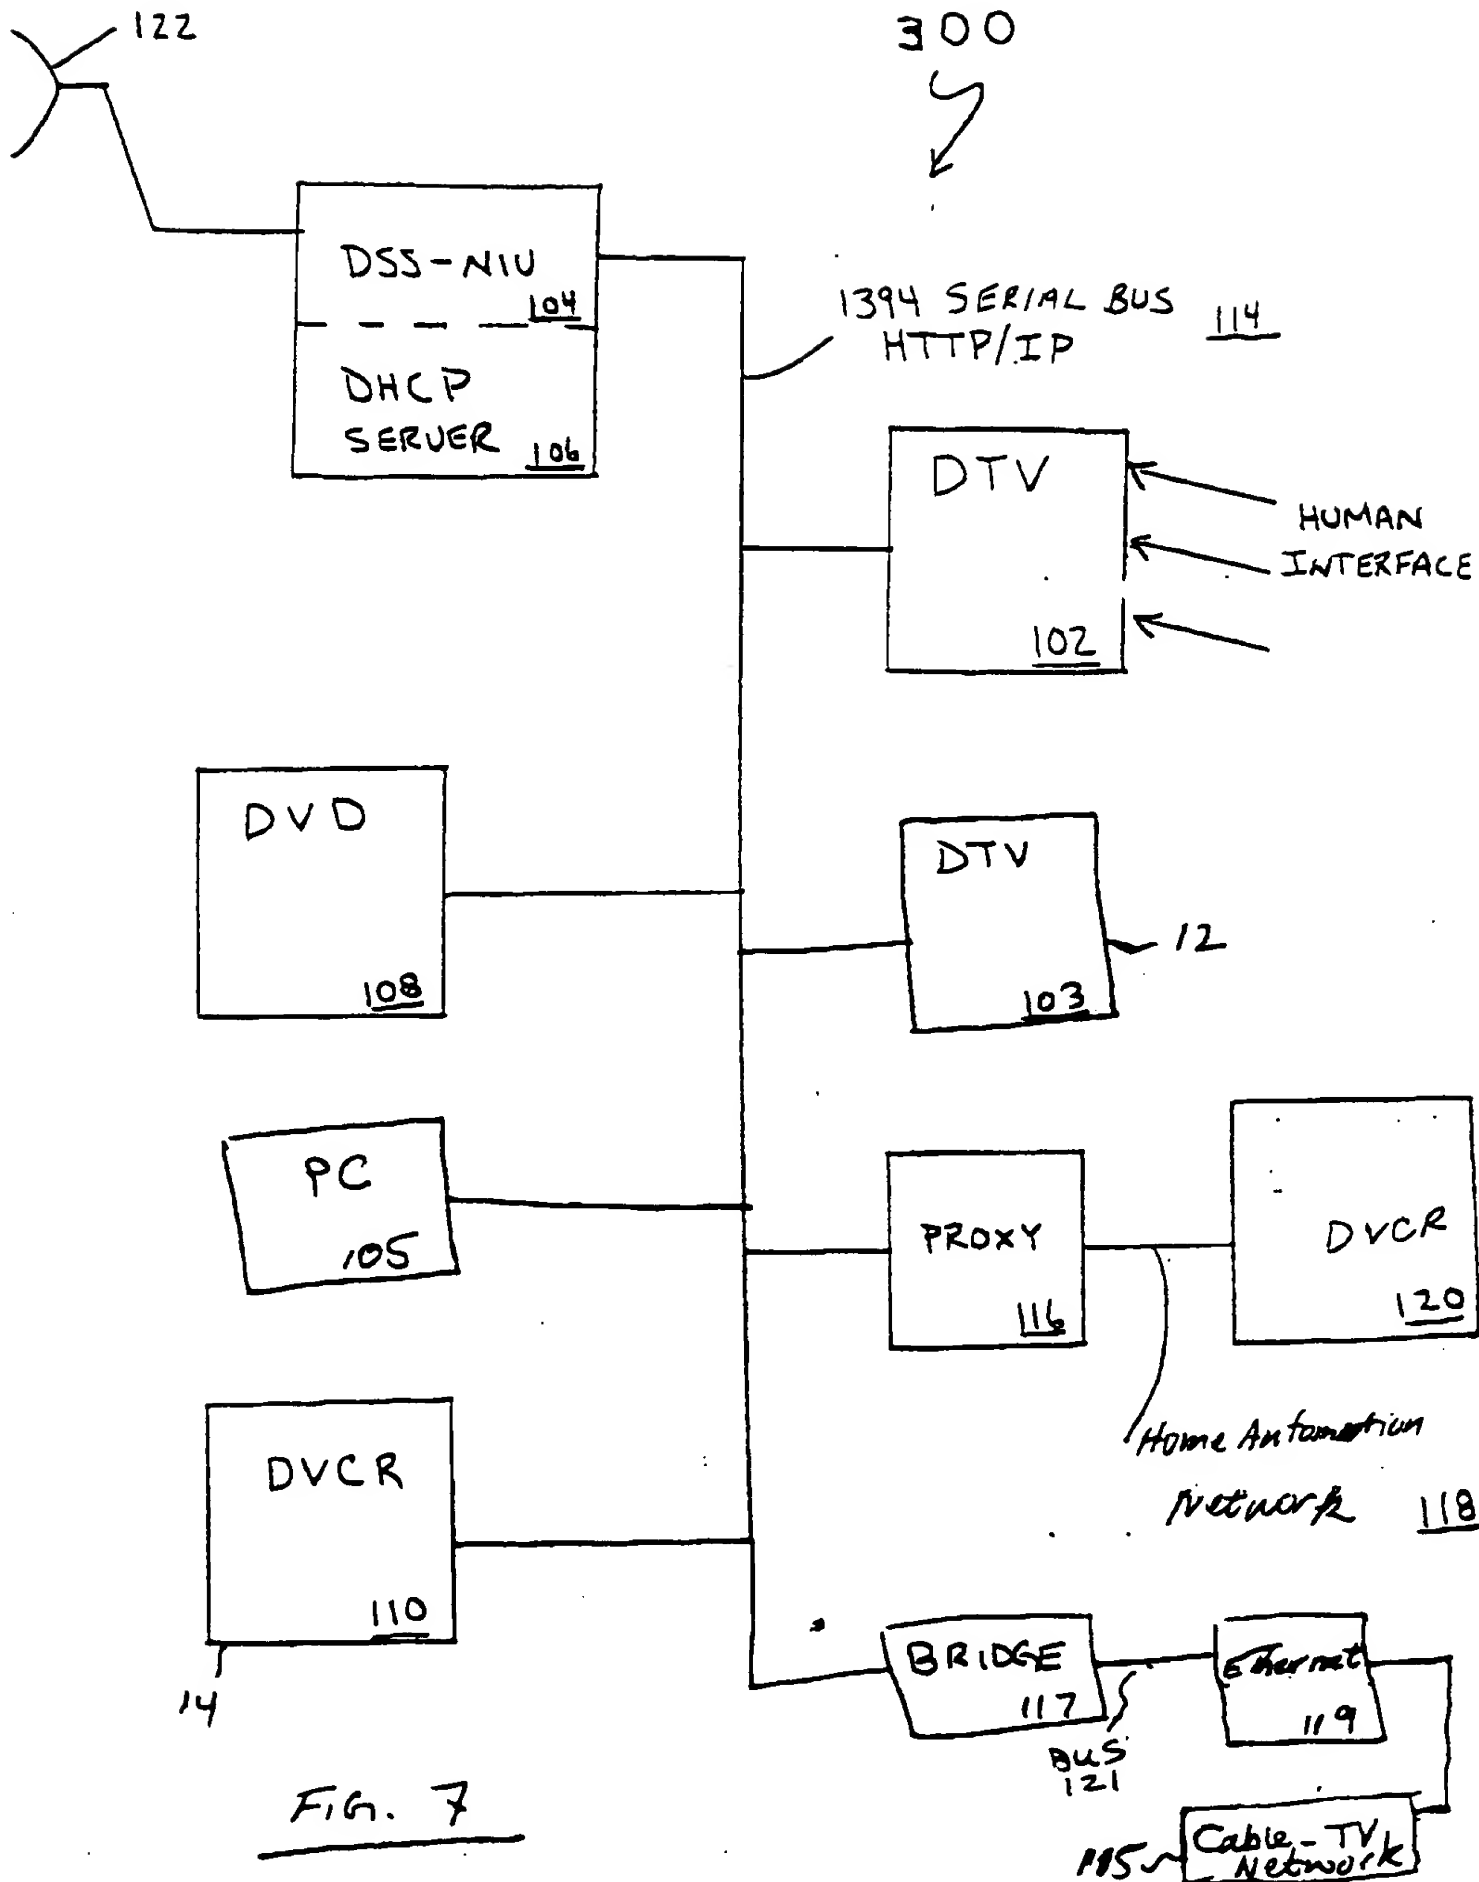 122
300
DSS-NIU
104
DHCP
SERVER
106
1394 SERIAL BUS
HTTP/IP
114
DTV
102
HUMAN
INTERFACE
DVD
108
DTV
103
12
PC
105
PROXY
116
DVCR
120
Home Automation
Network
118
DVCR
110
14
BRIDGE
117
BUS
121
Ethernet
119
Cable-TV
Network
115
FIG. 7